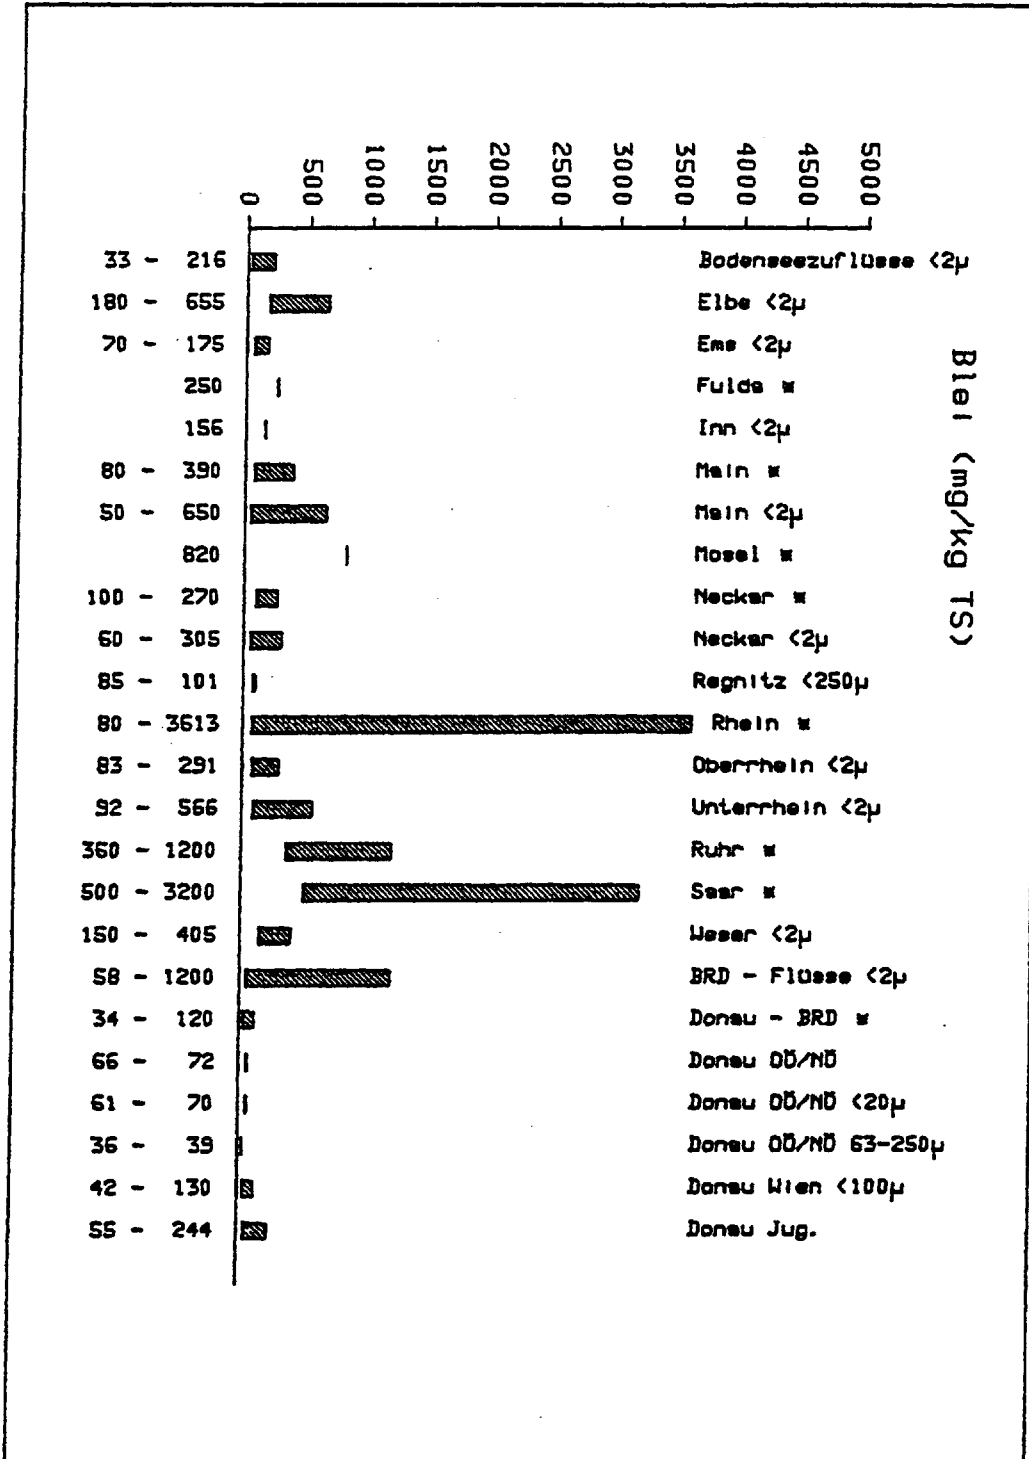 Blei (mg/kg TS)
0 500 1000 1500 2000 2500 3000 3500 4000 4500 5000
33 - 216 Bodenseezuflüsse <2µ
180 - 655 Elbe <2µ
70 - 175 Ems <2µ
250 Fulda *
156 Inn <2µ
80 - 390 Main *
50 - 650 Main <2µ
820 Mosel *
100 - 270 Neckar *
60 - 305 Neckar <2µ
85 - 101 Regnitz <250µ
80 - 3613 Rhein *
83 - 291 Oberrhein <2µ
92 - 566 Unterrhein <2µ
360 - 1200 Ruhr *
500 - 3200 Saar *
150 - 405 Weser <2µ
58 - 1200 BRD - Flüsse <2µ
34 - 120 Donau - BRD *
66 - 72 Donau OÖ/NÖ
61 - 70 Donau OÖ/NÖ <20µ
36 - 39 Donau OÖ/NÖ 63-250µ
42 - 130 Donau Wien <100µ
55 - 244 Donau Jug.